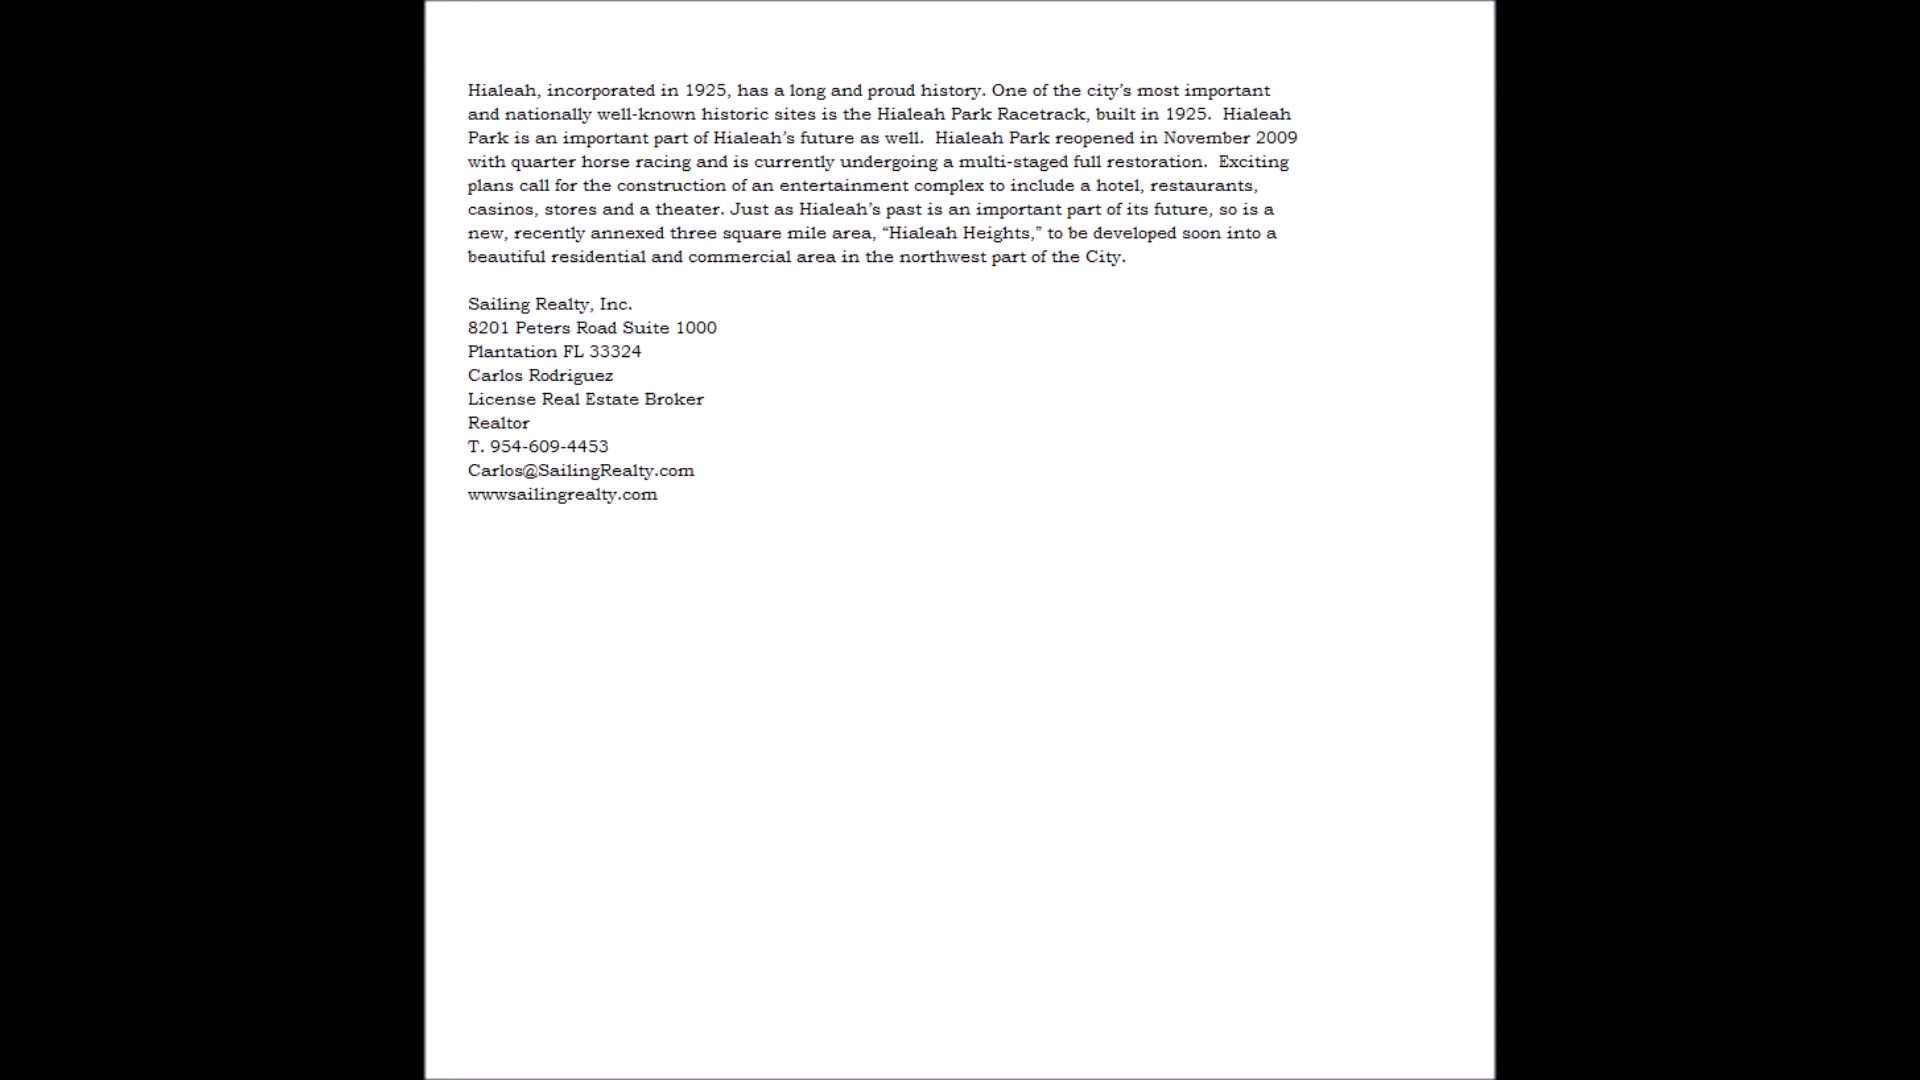 Hialeah, incorporated in 1925, has a long and proud history. One of the city’s most important
and nationally well-known historic sites is the Hialeah Park Racetrack, built in 1925.  Hialeah
Park is an important part of Hialeah’s future as well.  Hialeah Park reopened in November 2009
with quarter horse racing and is currently undergoing a multi-staged full restoration.  Exciting
plans call for the construction of an entertainment complex to include a hotel, restaurants,
casinos, stores and a theater. Just as Hialeah’s past is an important part of its future, so is a
new, recently annexed three square mile area, “Hialeah Heights,” to be developed soon into a
beautiful residential and commercial area in the northwest part of the City.
Sailing Realty, Inc.
8201 Peters Road Suite 1000
Plantation FL 33324
Carlos Rodriguez
License Real Estate Broker
Realtor
T. 954-609-4453
Carlos@SailingRealty.com
wwwsailingrealty.com